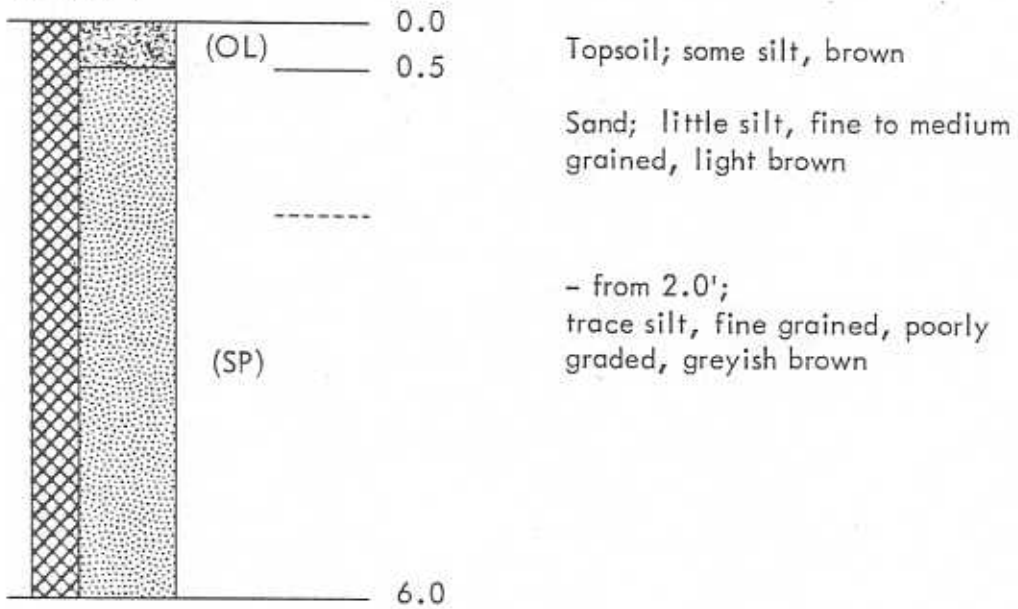 0.0
(OL)
Topsoil; some silt, brown
0.5
Sand; little silt, fine to medium
grained, light brown
- from 2.0';
trace silt, fine grained, poorly
graded, greyish brown
(SP)
6.0